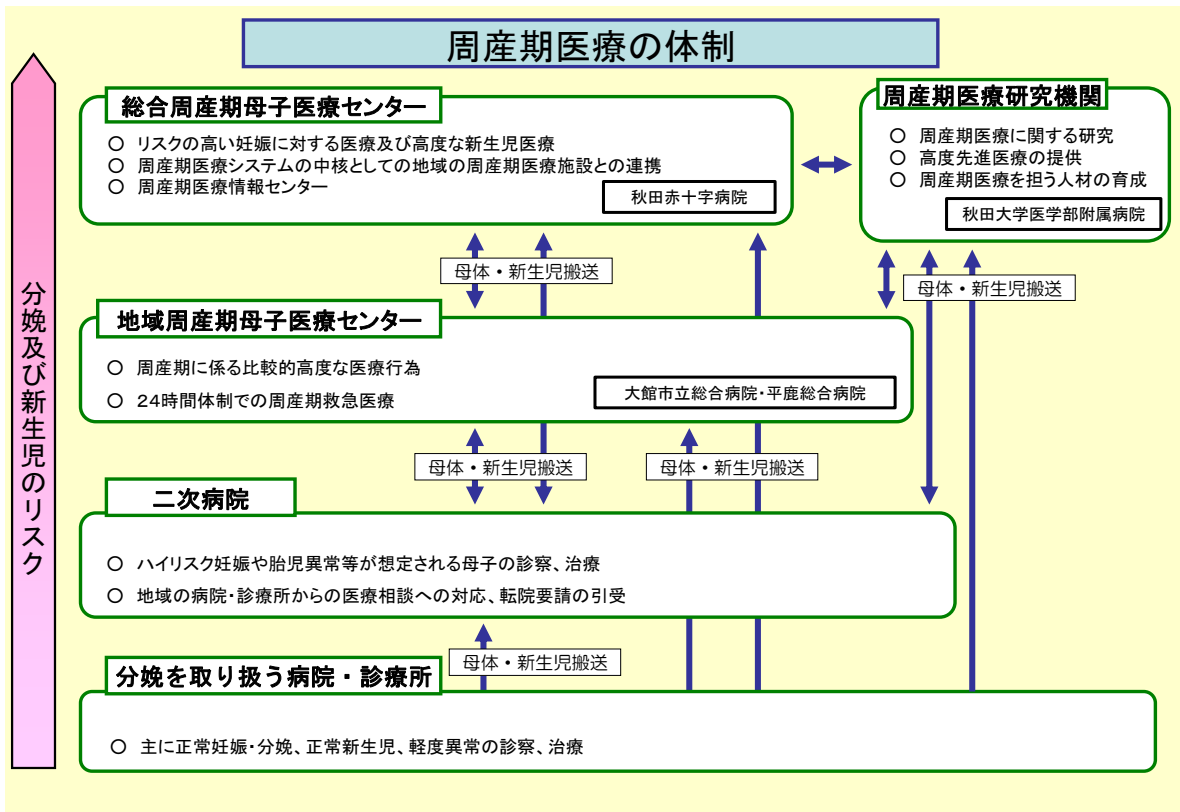 周産期医療の体制
分娩及び新生児のリスク
総合周産期母子医療センター
○ リスクの高い妊娠に対する医療及び高度な新生児医療
○ 周産期医療システムの中核としての地域の周産期医療施設との連携
○ 周産期医療情報センター
秋田赤十字病院
周産期医療研究機関
○ 周産期医療に関する研究
○ 高度先進医療の提供
○ 周産期医療を担う人材の育成
秋田大学医学部附属病院
母体・新生児搬送
母体・新生児搬送
地域周産期母子医療センター
○ 周産期に係る比較的高度な医療行為
○ 24時間体制での周産期救急医療
大館市立総合病院・平鹿総合病院
母体・新生児搬送
母体・新生児搬送
二次病院
○ ハイリスク妊娠や胎児異常等が想定される母子の診察、治療
○ 地域の病院・診療所からの医療相談への対応、転院要請の引受
母体・新生児搬送
分娩を取り扱う病院・診療所
○ 主に正常妊娠・分娩、正常新生児、軽度異常の診察、治療